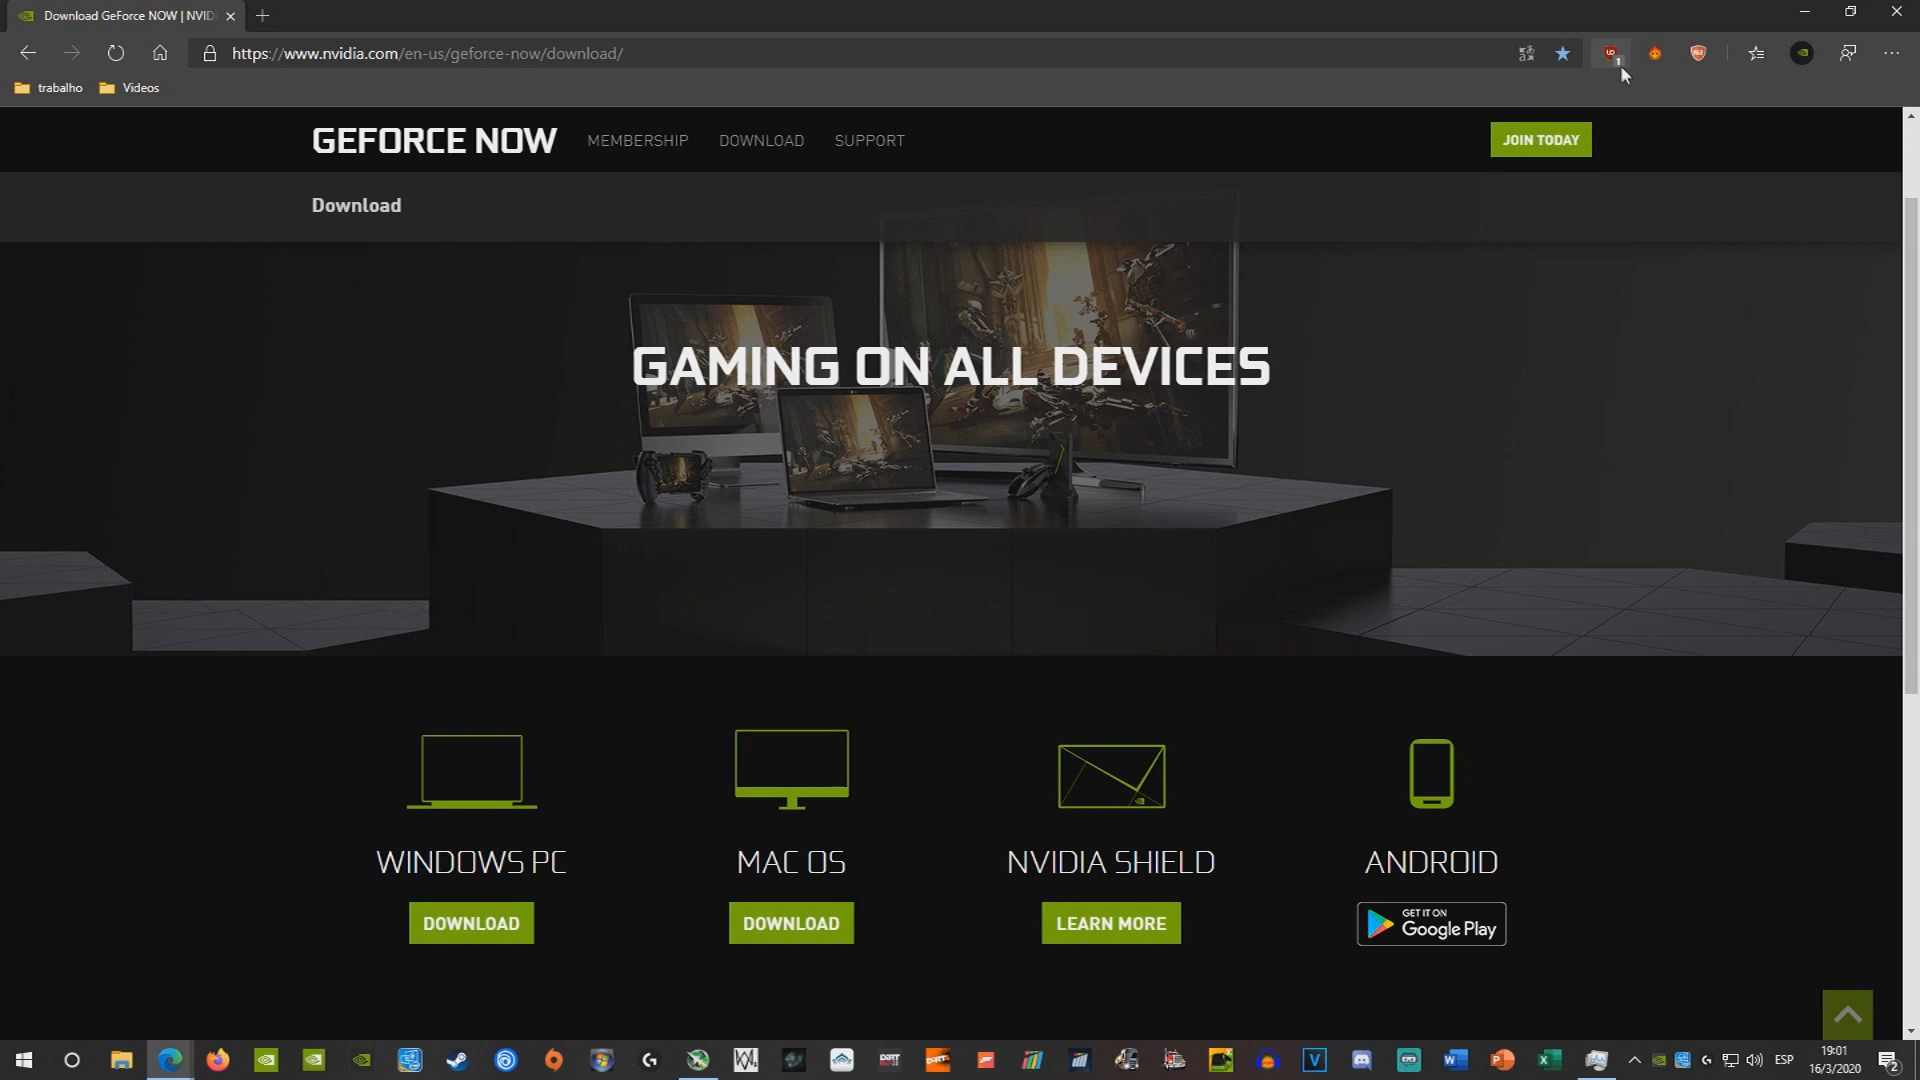 Download GeForce NOW | NVID
https://www.nvidia.com/en-us/geforce-now/download/
1
trabalho
Videos
GEFORCE NOW
MEMBERSHIP
DOWNLOAD
SUPPORT
JOIN TODAY
Download
GAMING ON ALL DEVICES
WINDOWS PC
MAC OS
NVIDIA SHIELD
ANDROID
DOWNLOAD
DOWNLOAD
LEARN MORE
GET IT ON
Google Play
ESP
19:01
16/3/2020
2